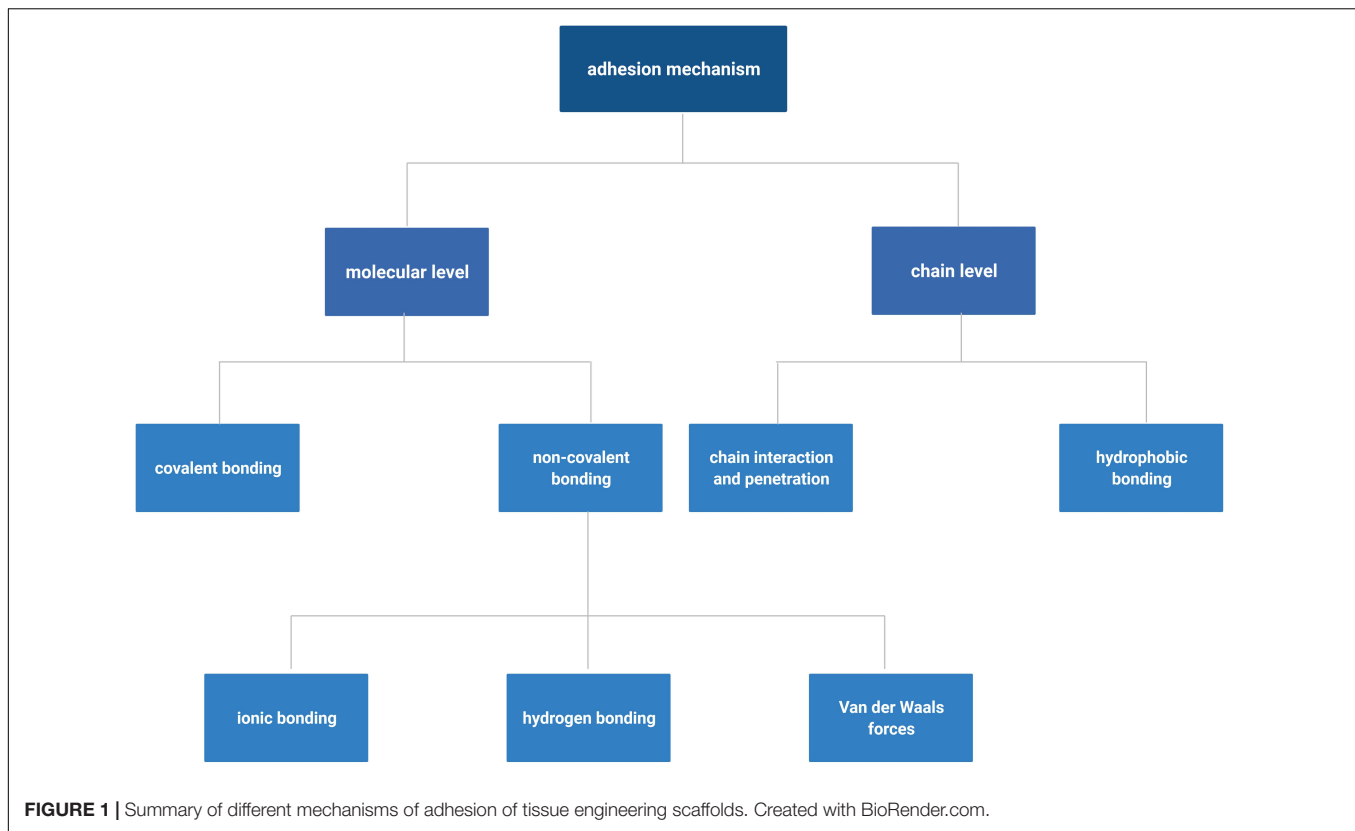 adhesion mechanism
molecular level
chain level
covalent bonding
non-covalent
bonding
chain interaction
and penetration
hydrophobic
bonding
ionic bonding
hydrogen bonding
Van der Waals
forces
FIGURE 1 | Summary of different mechanisms of adhesion of tissue engineering scaffolds. Created with BioRender.com.